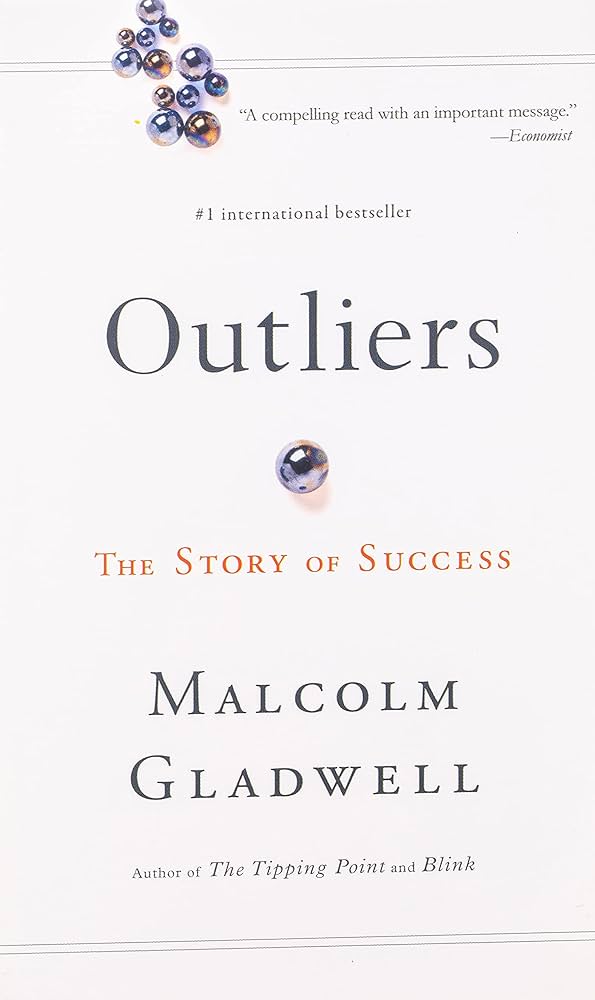 “A compelling read with an important message.”
—Economist
#1 international bestseller
Outliers
The Story of Success
Malcolm
Gladwell
Author of The Tipping Point and Blink